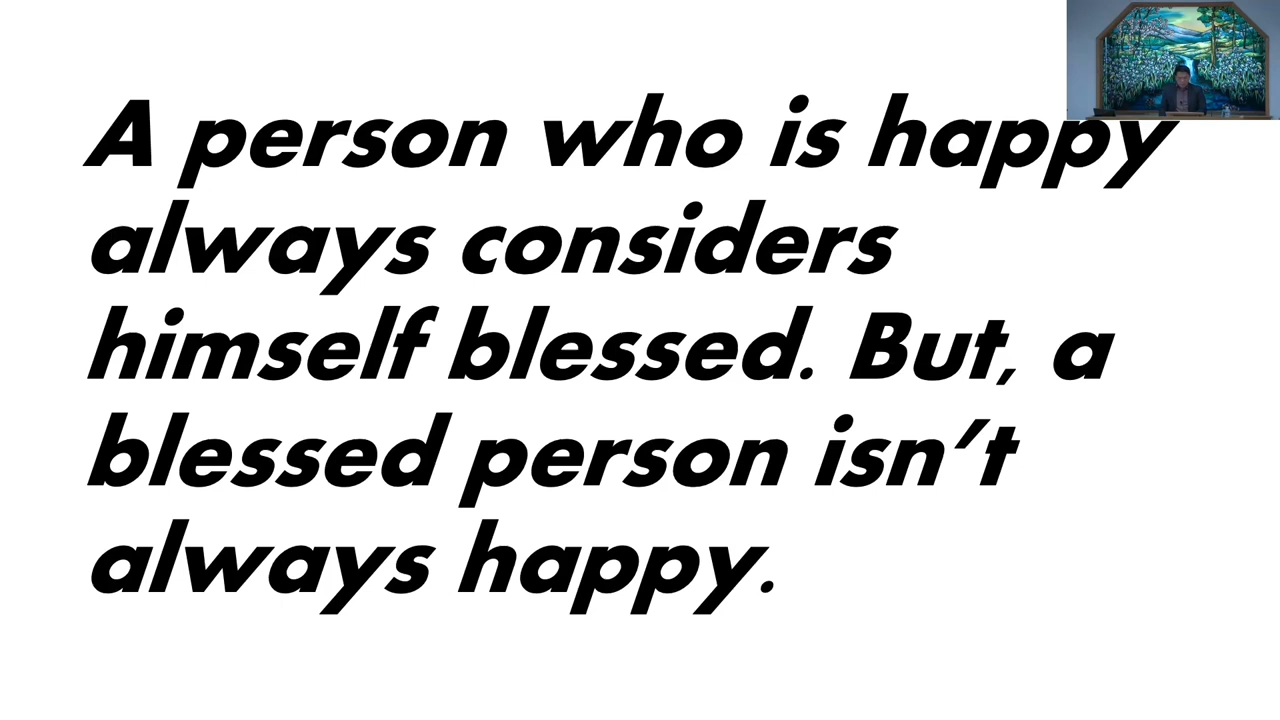 A person who is happy
always considers
himself blessed. But, a
blessed person isn’t
always happy.